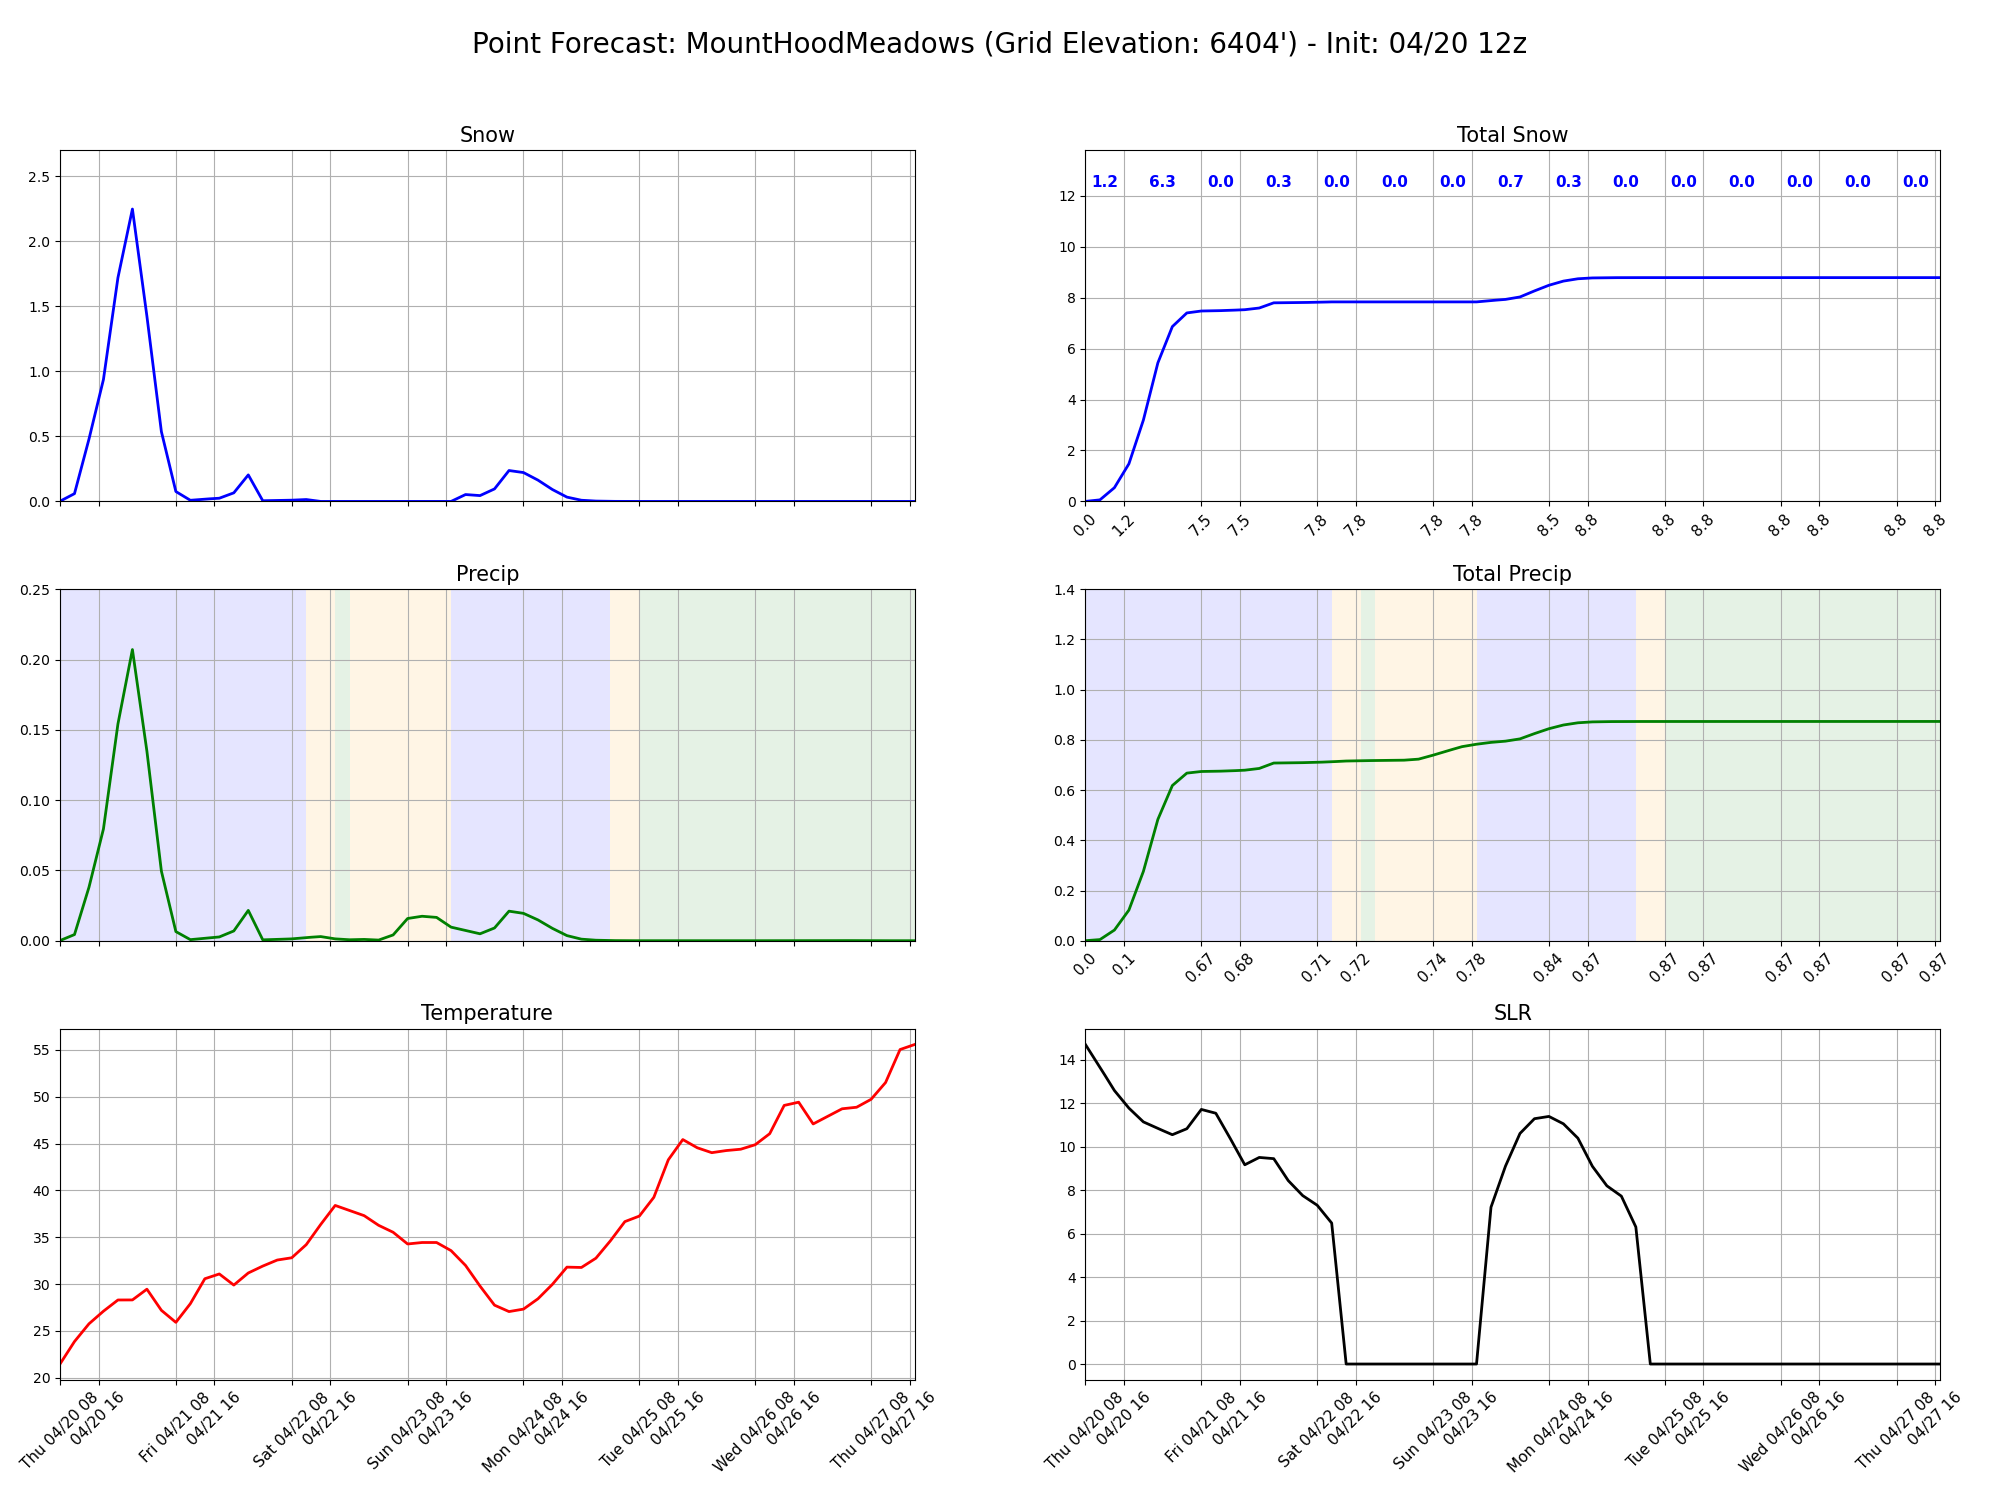 Point Forecast: MountHoodMeadows (Grid Elevation: 6404') - Init: 04/20 12z
Snow
2.5
2.0
1.5
1.0
0.5
0.0
Total Snow
1.2 6.3 0.0 0.3 0.0 0.0 0.0 0.7 0.3 0.0 0.0 0.0 0.0 0.0 0.0
12
10
8
6
4
2
0
0.0 1.2 7.5 7.5 7.8 7.8 7.8 7.8 8.5 8.8 8.8 8.8 8.8 8.8 8.8 8.8
Precip
0.25
0.20
0.15
0.10
0.05
0.00
Total Precip
1.4
1.2
1.0
0.8
0.6
0.4
0.2
0.0
0.0 0.1 0.67 0.68 0.71 0.72 0.74 0.78 0.84 0.87 0.87 0.87 0.87 0.87 0.87 0.87
Temperature
55
50
45
40
35
30
25
20
Thu 04/20 08
04/20 16
Fri 04/21 08
04/21 16
Sat 04/22 08
04/22 16
Sun 04/23 08
04/23 16
Mon 04/24 08
04/24 16
Tue 04/25 08
04/25 16
Wed 04/26 08
04/26 16
Thu 04/27 08
04/27 16
SLR
14
12
10
8
6
4
2
0
Thu 04/20 08
04/20 16
Fri 04/21 08
04/21 16
Sat 04/22 08
04/22 16
Sun 04/23 08
04/23 16
Mon 04/24 08
04/24 16
Tue 04/25 08
04/25 16
Wed 04/26 08
04/26 16
Thu 04/27 08
04/27 16